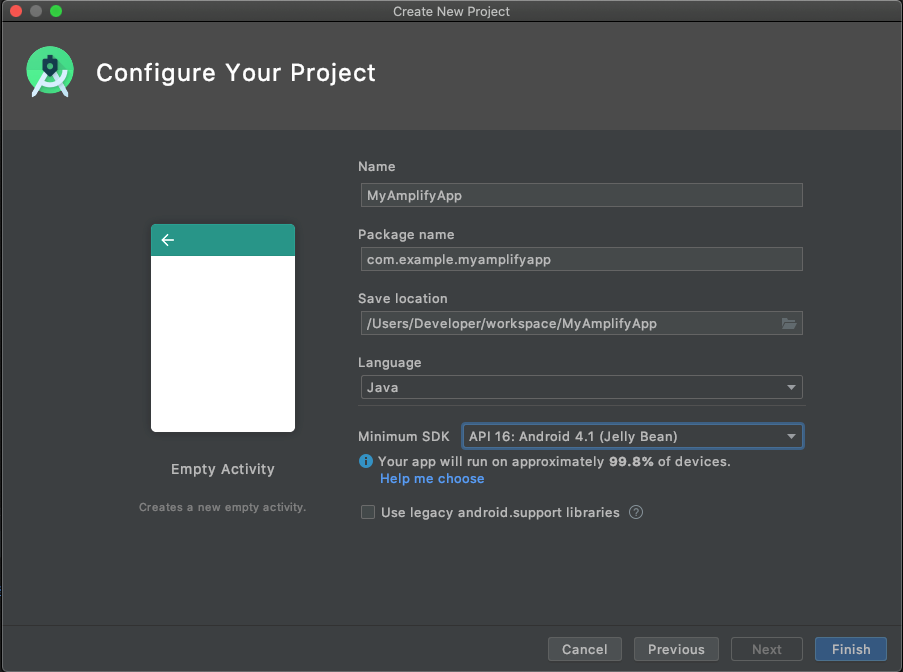 Create New Project
Configure Your Project
Name
MyAmplifyApp
Package name
com.example.myamplifyapp
Save location
/Users/Developer/workspace/MyAmplifyApp
Language
Java
Minimum SDK API 16: Android 4.1 (Jelly Bean)
Your app will run on approximately 99.8% of devices.
Help me choose
Use legacy android.support libraries ?
Empty Activity
Creates a new empty activity.
Cancel Previous Next Finish